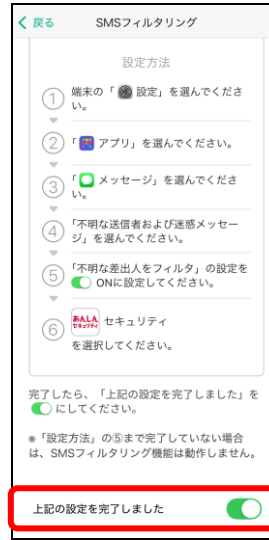 戻る
SMSフィルタリング
設定方法
① 端末の「 設定」を選んでくださ
い。
② 「 アプリ」を選んでください。
③ 「 メッセージ」を選んでくださ
い。
④ 「不明な送信者および迷惑メッセー
ジ」を選んでください。
⑤ 「不明な差出人をフィルタ」の設定を
ONに設定してください。
⑥ あんしん
セキュリティ
セキュリティ
を選択してください。
完了したら、「上記の設定を完了しました」を
にしてください。
※「設定方法」の⑤まで完了していない場合
は、SMSフィルタリング機能は動作しません。
上記の設定を完了しました